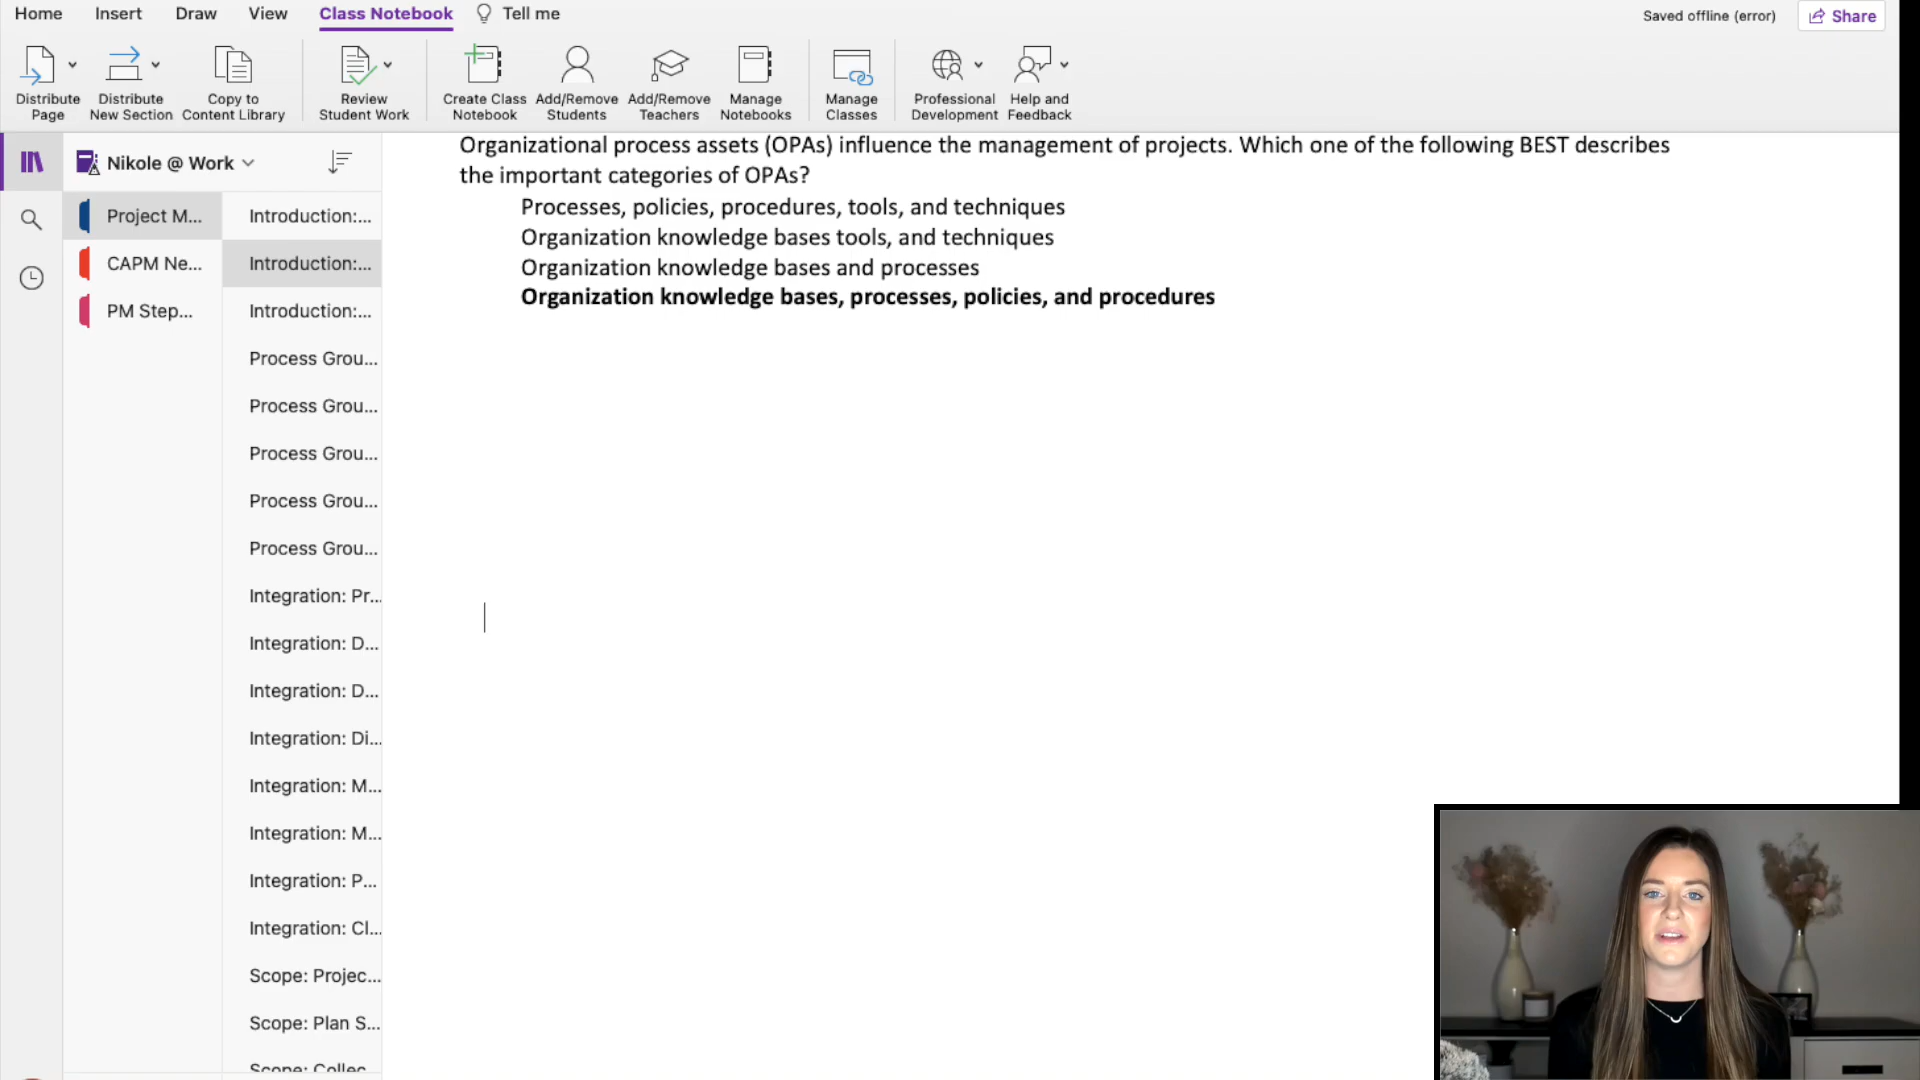 Home Insert Draw View Class Notebook Tell me Saved offline (error) Share
Distribute Page
Distribute New Section
Copy to Content Library
Review Student Work
Create Class Notebook
Add/Remove Students
Add/Remove Teachers
Manage Notebooks
Manage Classes
Professional Development
Help and Feedback
Nikole @ Work
Project M...
CAPM Ne...
PM Step...
Introduction:...
Introduction:...
Introduction:...
Process Grou...
Process Grou...
Process Grou...
Process Grou...
Process Grou...
Integration: Pr...
Integration: D...
Integration: D...
Integration: Di...
Integration: M...
Integration: M...
Integration: P...
Integration: Cl...
Scope: Projec...
Scope: Plan S...
Scope: Collec
Organizational process assets (OPAs) influence the management of projects. Which one of the following BEST describes
the important categories of OPAs?
Processes, policies, procedures, tools, and techniques
Organization knowledge bases tools, and techniques
Organization knowledge bases and processes
Organization knowledge bases, processes, policies, and procedures